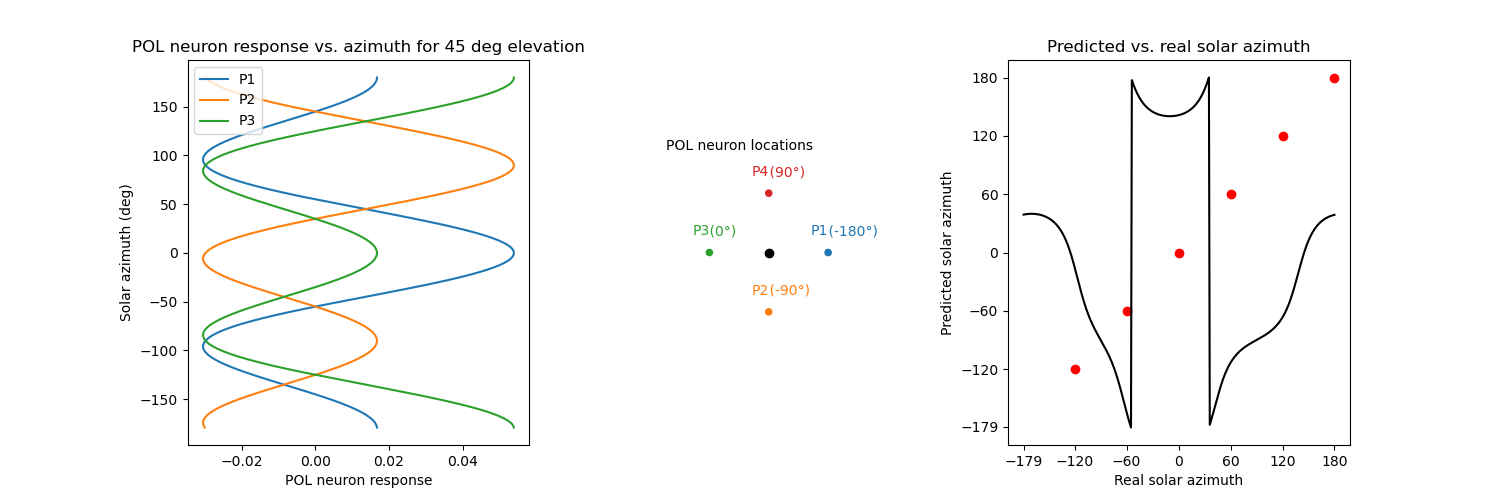 POL neuron response vs. azimuth for 45 deg elevation
P1
P2
P3
150
100
50
0
−50
−100
−150
Solar azimuth (deg)
−0.02
0.00
0.02
0.04
POL neuron response
POL neuron locations
P4(90°)
P3(0°)
P1(-180°)
P2(-90°)
Predicted vs. real solar azimuth
180
120
60
0
−60
−120
−179
Predicted solar azimuth
−179
−120
−60
0
60
120
180
Real solar azimuth